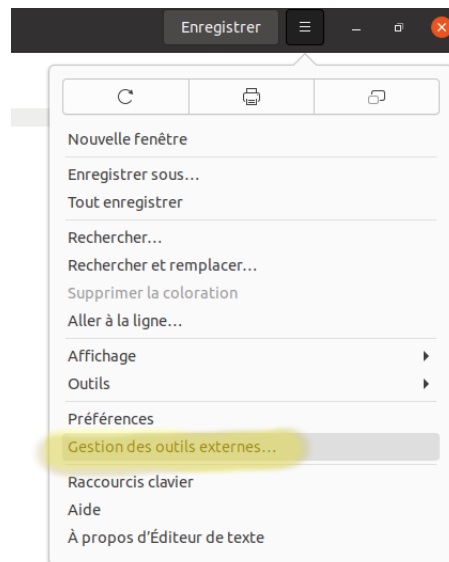 Enregistrer
Nouvelle fenêtre
Enregistrer sous…
Tout enregistrer
Rechercher…
Rechercher et remplacer…
Supprimer la coloration
Aller à la ligne…
Affichage
Outils
Préférences
Gestion des outils externes…
Raccourcis clavier
Aide
À propos d’Éditeur de texte